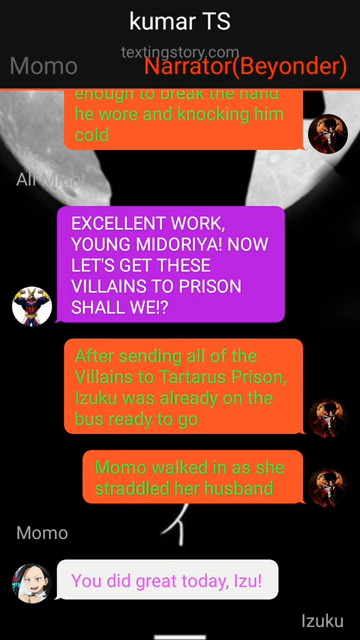 kumar TS
textingstory.com
Momo
Narrator(Beyonder)
enough to break the hand
he wore and knocking him
cold
All Might
EXCELLENT WORK,
YOUNG MIDORIYA! NOW
LET'S GET THESE
VILLAINS TO PRISON
SHALL WE!?
After sending all of the
Villains to Tartarus Prison,
Izuku was already on the
bus ready to go
Momo walked in as she
straddled her husband
Momo
You did great today, Izu!
Izuku